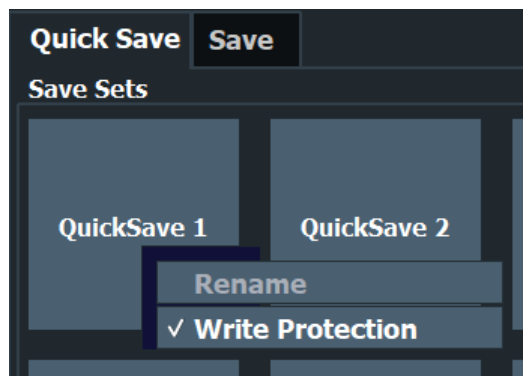 Quick Save Save
Save Sets
QuickSave 1 QuickSave 2
Rename
✓ Write Protection